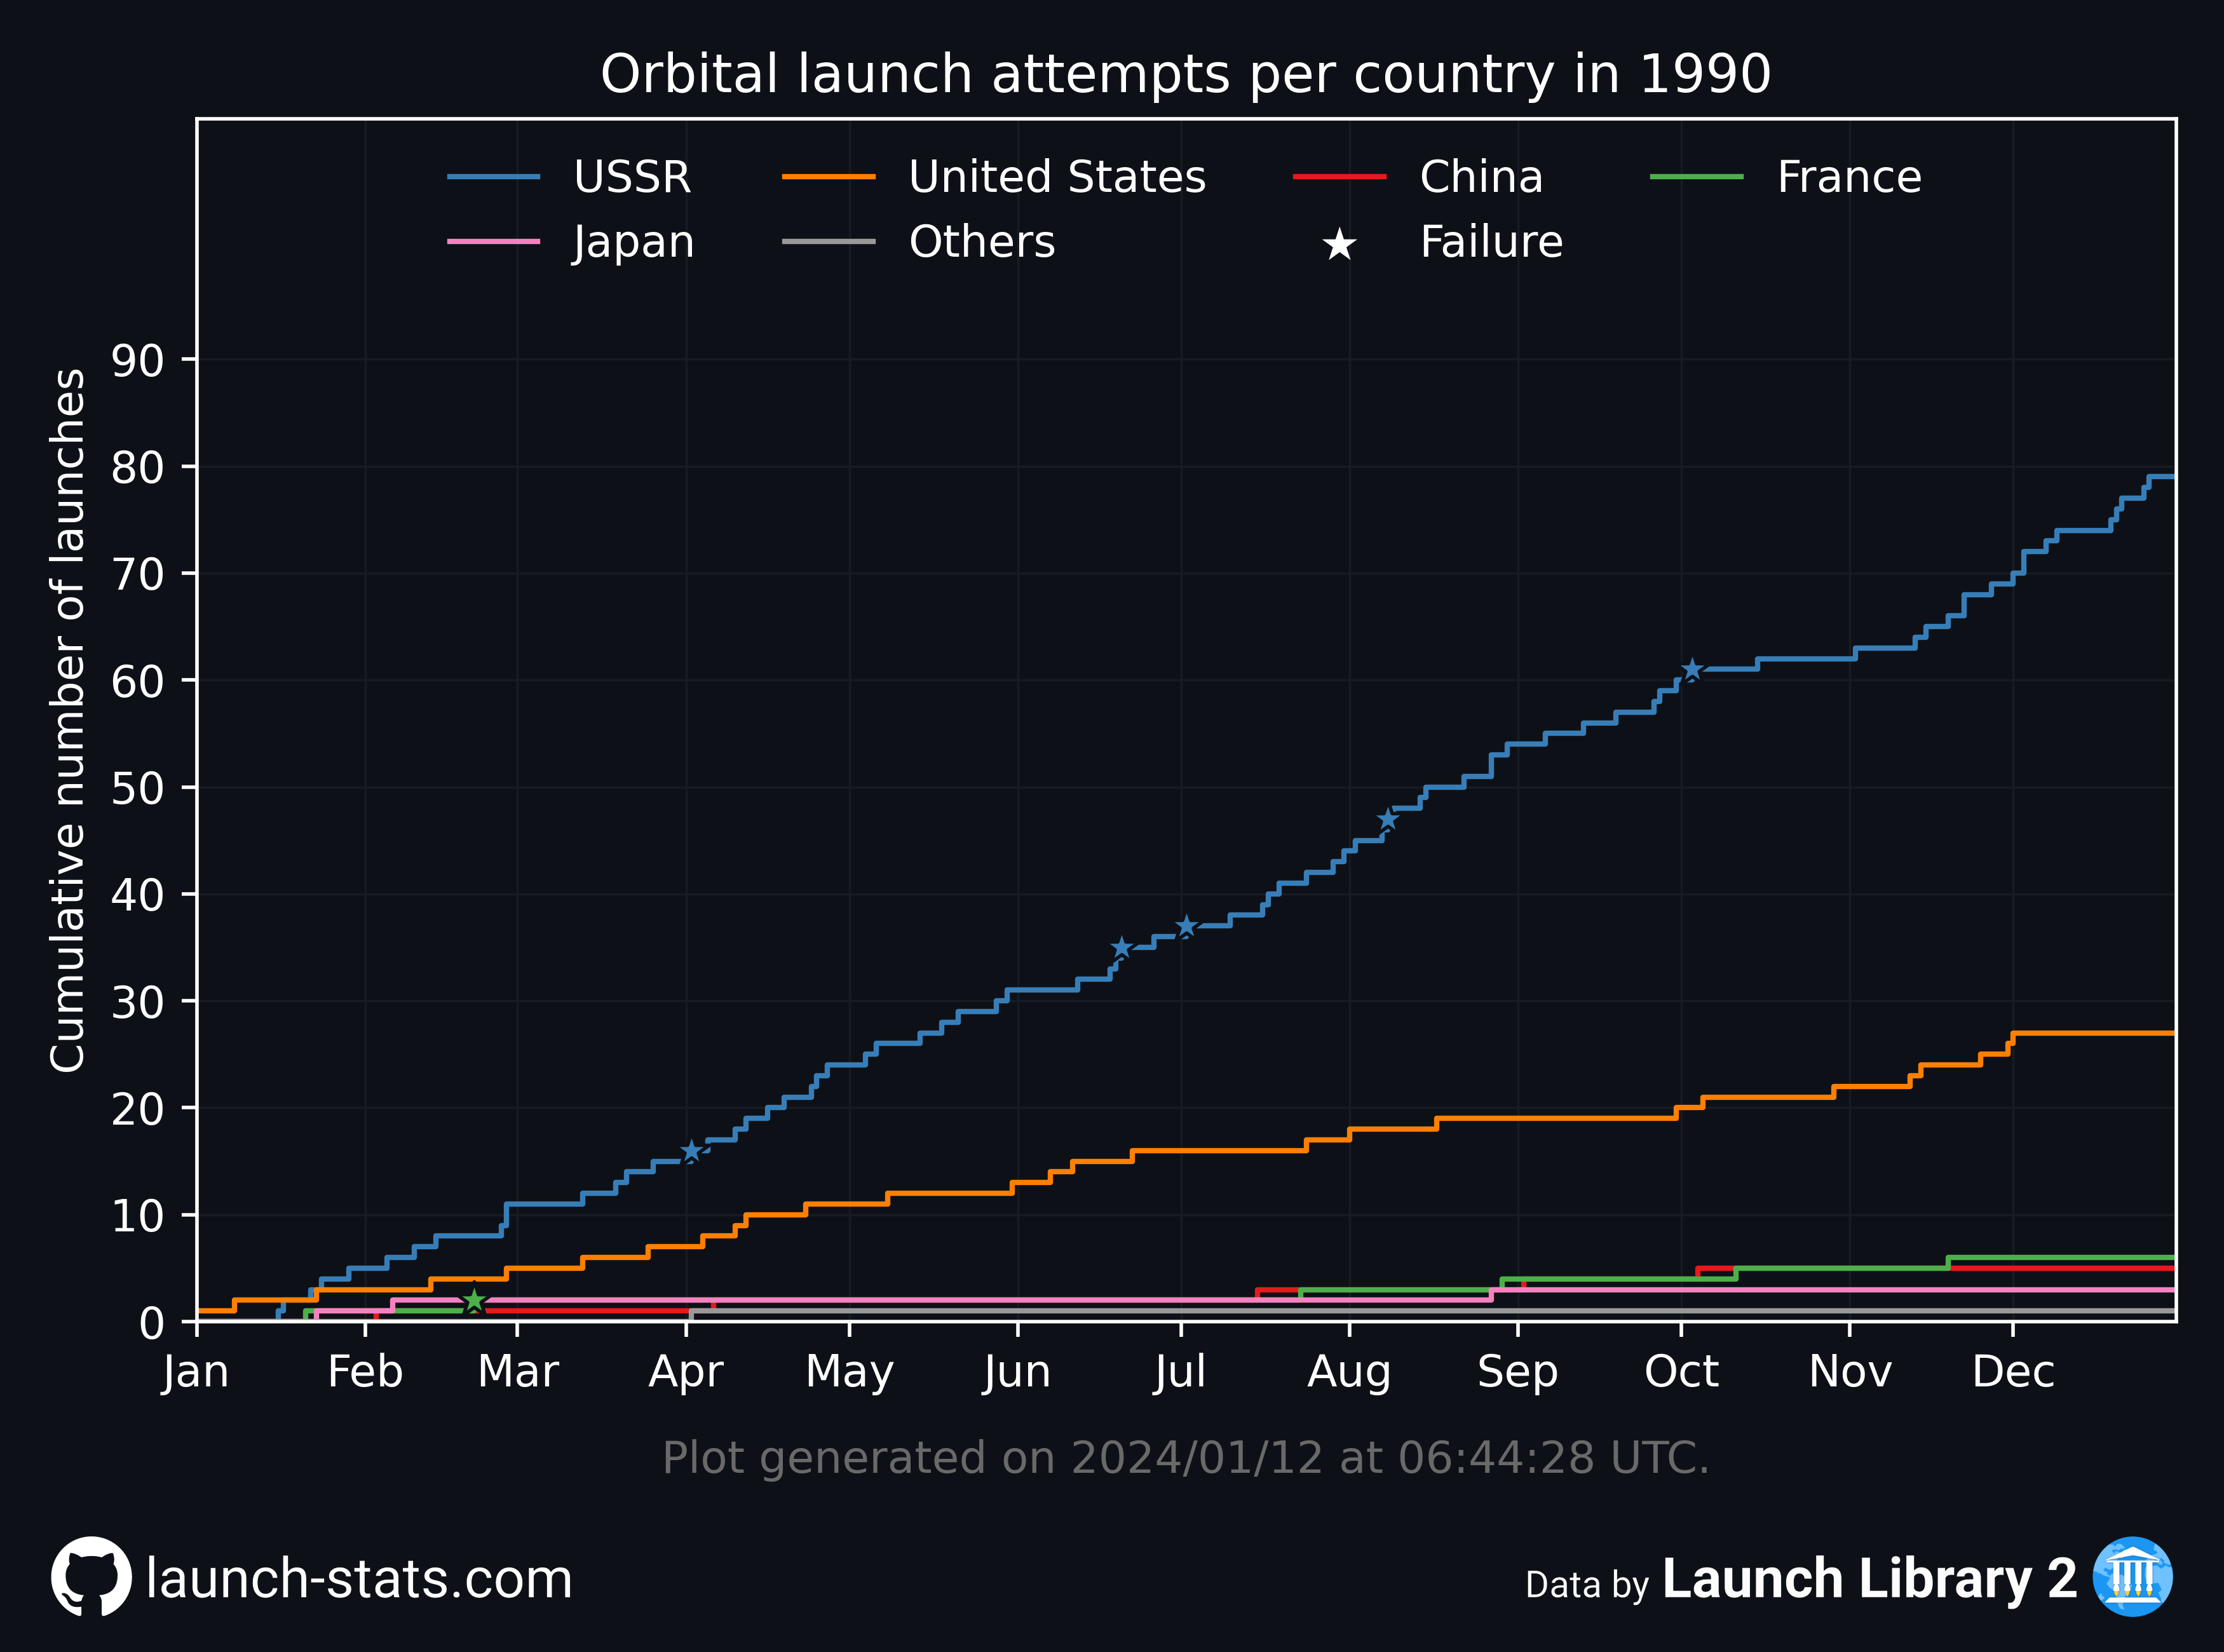 Orbital launch attempts per country in 1990
USSR United States China France
Japan Others Failure
Cumulative number of launches
90
80
70
60
50
40
30
20
10
0
Jan Feb Mar Apr May Jun Jul Aug Sep Oct Nov Dec
Plot generated on 2024/01/12 at 06:44:28 UTC.
launch-stats.com
Data by Launch Library 2